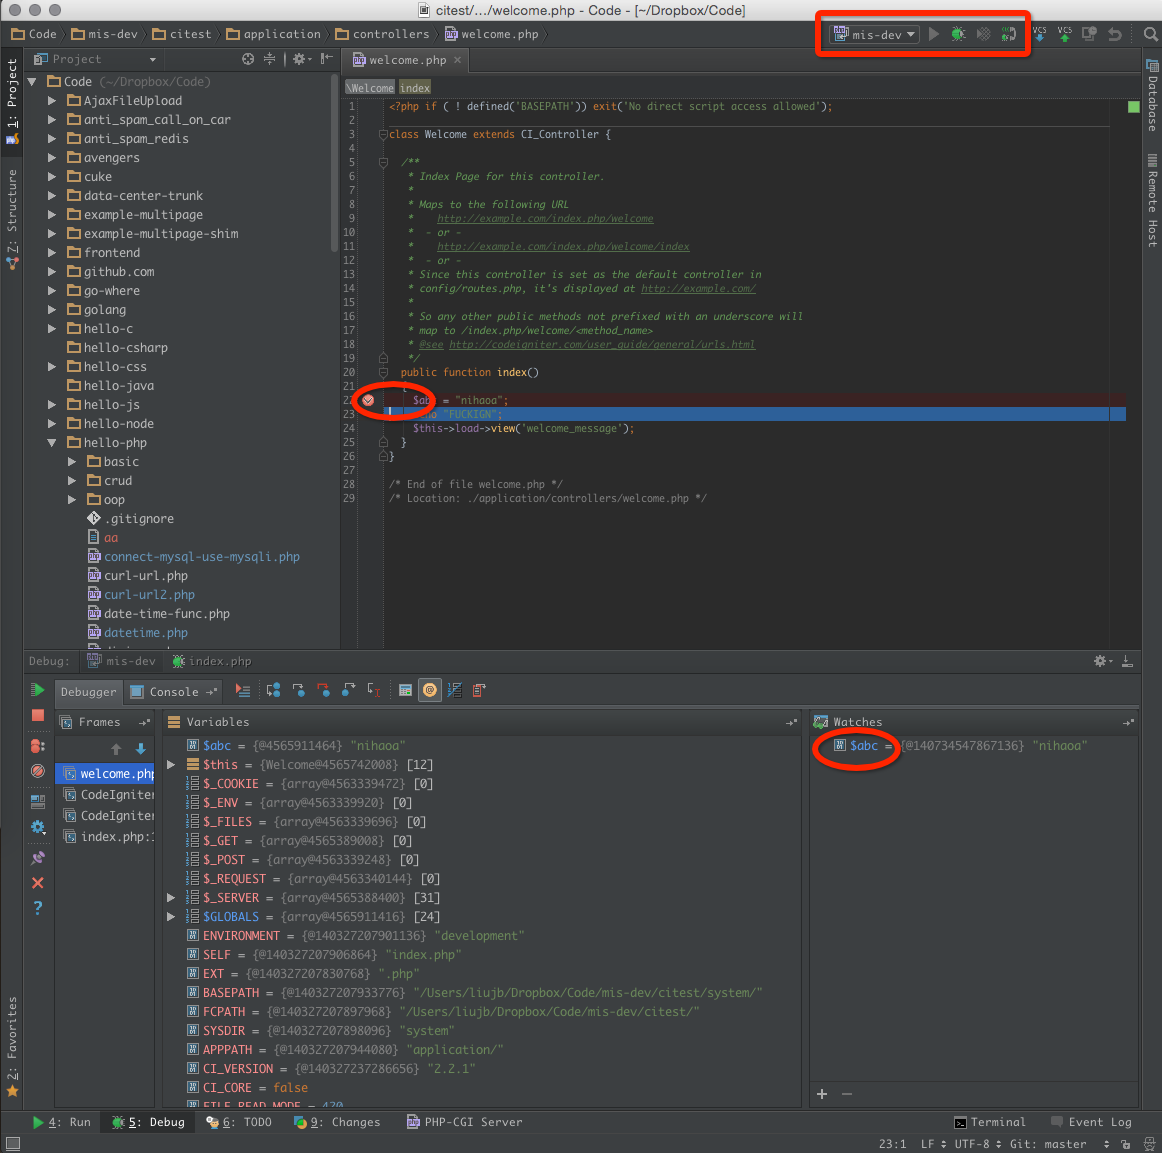 citest/.../welcome.php - Code - [~/Dropbox/Code]
Code mis-dev citest application controllers welcome.php
mis-dev
VCS VCS
Project
welcome.php ×
1: Project
Z: Structure
Z: Favorites
Database
Remote Host
Code (~/Dropbox/Code)
AjaxFileUpload
anti_spam_call_on_car
anti_spam_redis
avengers
cuke
data-center-trunk
example-multipage
example-multipage-shim
frontend
github.com
go-where
golang
hello-c
hello-csharp
hello-css
hello-java
hello-js
hello-node
hello-php
basic
crud
oop
.gitignore
aa
connect-mysql-use-mysqli.php
curl-url.php
curl-url2.php
date-time-func.php
datetime.php
\Welcome index
1 <?php if ( ! defined('BASEPATH')) exit('No direct script access allowed');
2
3 class Welcome extends CI_Controller {
4
5 /**
6 * Index Page for this controller.
7 *
8 * Maps to the following URL
9 * http://example.com/index.php/welcome
10 * - or -
11 * http://example.com/index.php/welcome/index
12 * - or -
13 * Since this controller is set as the default controller in
14 * config/routes.php, it's displayed at http://example.com/
15 *
16 * So any other public methods not prefixed with an underscore will
17 * map to /index.php/welcome/<method_name>
18 * @see http://codeigniter.com/user_guide/general/urls.html
19 */
20 public function index()
21 {
22 $abc = "nihaoa";
23 "FUCKIGN";
24 $this->load->view('welcome_message');
25 }
26 }
27
28 /* End of file welcome.php */
29 /* Location: ./application/controllers/welcome.php */
Debug: mis-dev index.php
Debugger Console
Frames
welcome.php
CodeIgniter
CodeIgniter
index.php:
Variables
$abc = {@4565911464} "nihaoa"
$this = {Welcome@4565742008} [12]
$_COOKIE = {array@4563339472} [0]
$_ENV = {array@4563339920} [0]
$_FILES = {array@4563339696} [0]
$_GET = {array@4565389008} [0]
$_POST = {array@4563339248} [0]
$_REQUEST = {array@4563340144} [0]
$_SERVER = {array@4565388400} [31]
$GLOBALS = {array@4565911416} [24]
ENVIRONMENT = {@140327207901136} "development"
SELF = {@140327207906864} "index.php"
EXT = {@140327207830768} ".php"
BASEPATH = {@140327207933776} "/Users/liujb/Dropbox/Code/mis-dev/citest/system/"
FCPATH = {@140327207897968} "/Users/liujb/Dropbox/Code/mis-dev/citest/"
SYSDIR = {@140327207898096} "system"
APPPATH = {@140327207944080} "application/"
CI_VERSION = {@140327237286656} "2.2.1"
CI_CORE = false
FILE_READ_MODE = 420
Watches
$abc = {@140734547867136} "nihaoa"
4: Run 5: Debug 6: TODO 9: Changes PHP-CGI Server Terminal Event Log
23:1 LF UTF-8 Git: master